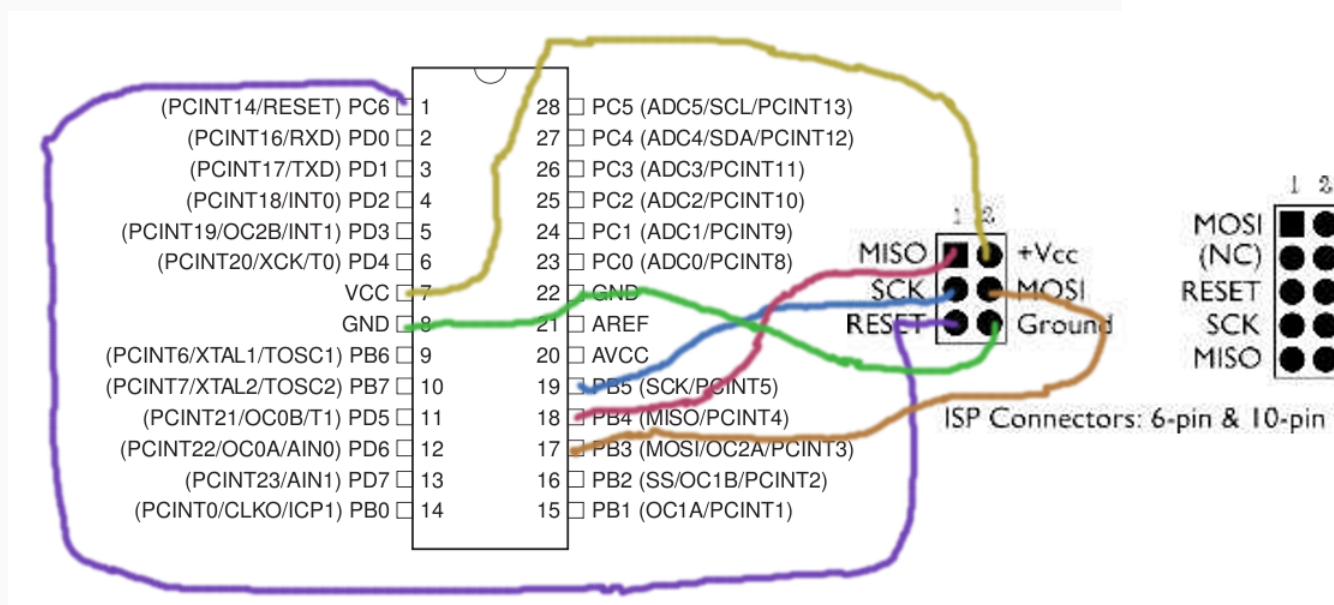 (PCINT14/RESET) PC6 1 28 PC5 (ADC5/SCL/PCINT13)
(PCINT16/RXD) PD0 2 27 PC4 (ADC4/SDA/PCINT12)
(PCINT17/TXD) PD1 3 26 PC3 (ADC3/PCINT11)
(PCINT18/INT0) PD2 4 25 PC2 (ADC2/PCINT10)
(PCINT19/OC2B/INT1) PD3 5 24 PC1 (ADC1/PCINT9)
(PCINT20/XCK/T0) PD4 6 23 PC0 (ADC0/PCINT8)
VCC 7 22 GND
GND 8 21 AREF
(PCINT6/XTAL1/TOSC1) PB6 9 20 AVCC
(PCINT7/XTAL2/TOSC2) PB7 10 19 PB5 (SCK/PCINT5)
(PCINT21/OC0B/T1) PD5 11 18 PB4 (MISO/PCINT4)
(PCINT22/OC0A/AIN0) PD6 12 17 PB3 (MOSI/OC2A/PCINT3)
(PCINT23/AIN1) PD7 13 16 PB2 (SS/OC1B/PCINT2)
(PCINT0/CLKO/ICP1) PB0 14 15 PB1 (OC1A/PCINT1)
1 2
MISO +Vcc
SCK MOSI
RESET Ground
1 2
MOSI
(NC)
RESET
SCK
MISO
ISP Connectors: 6-pin & 10-pin